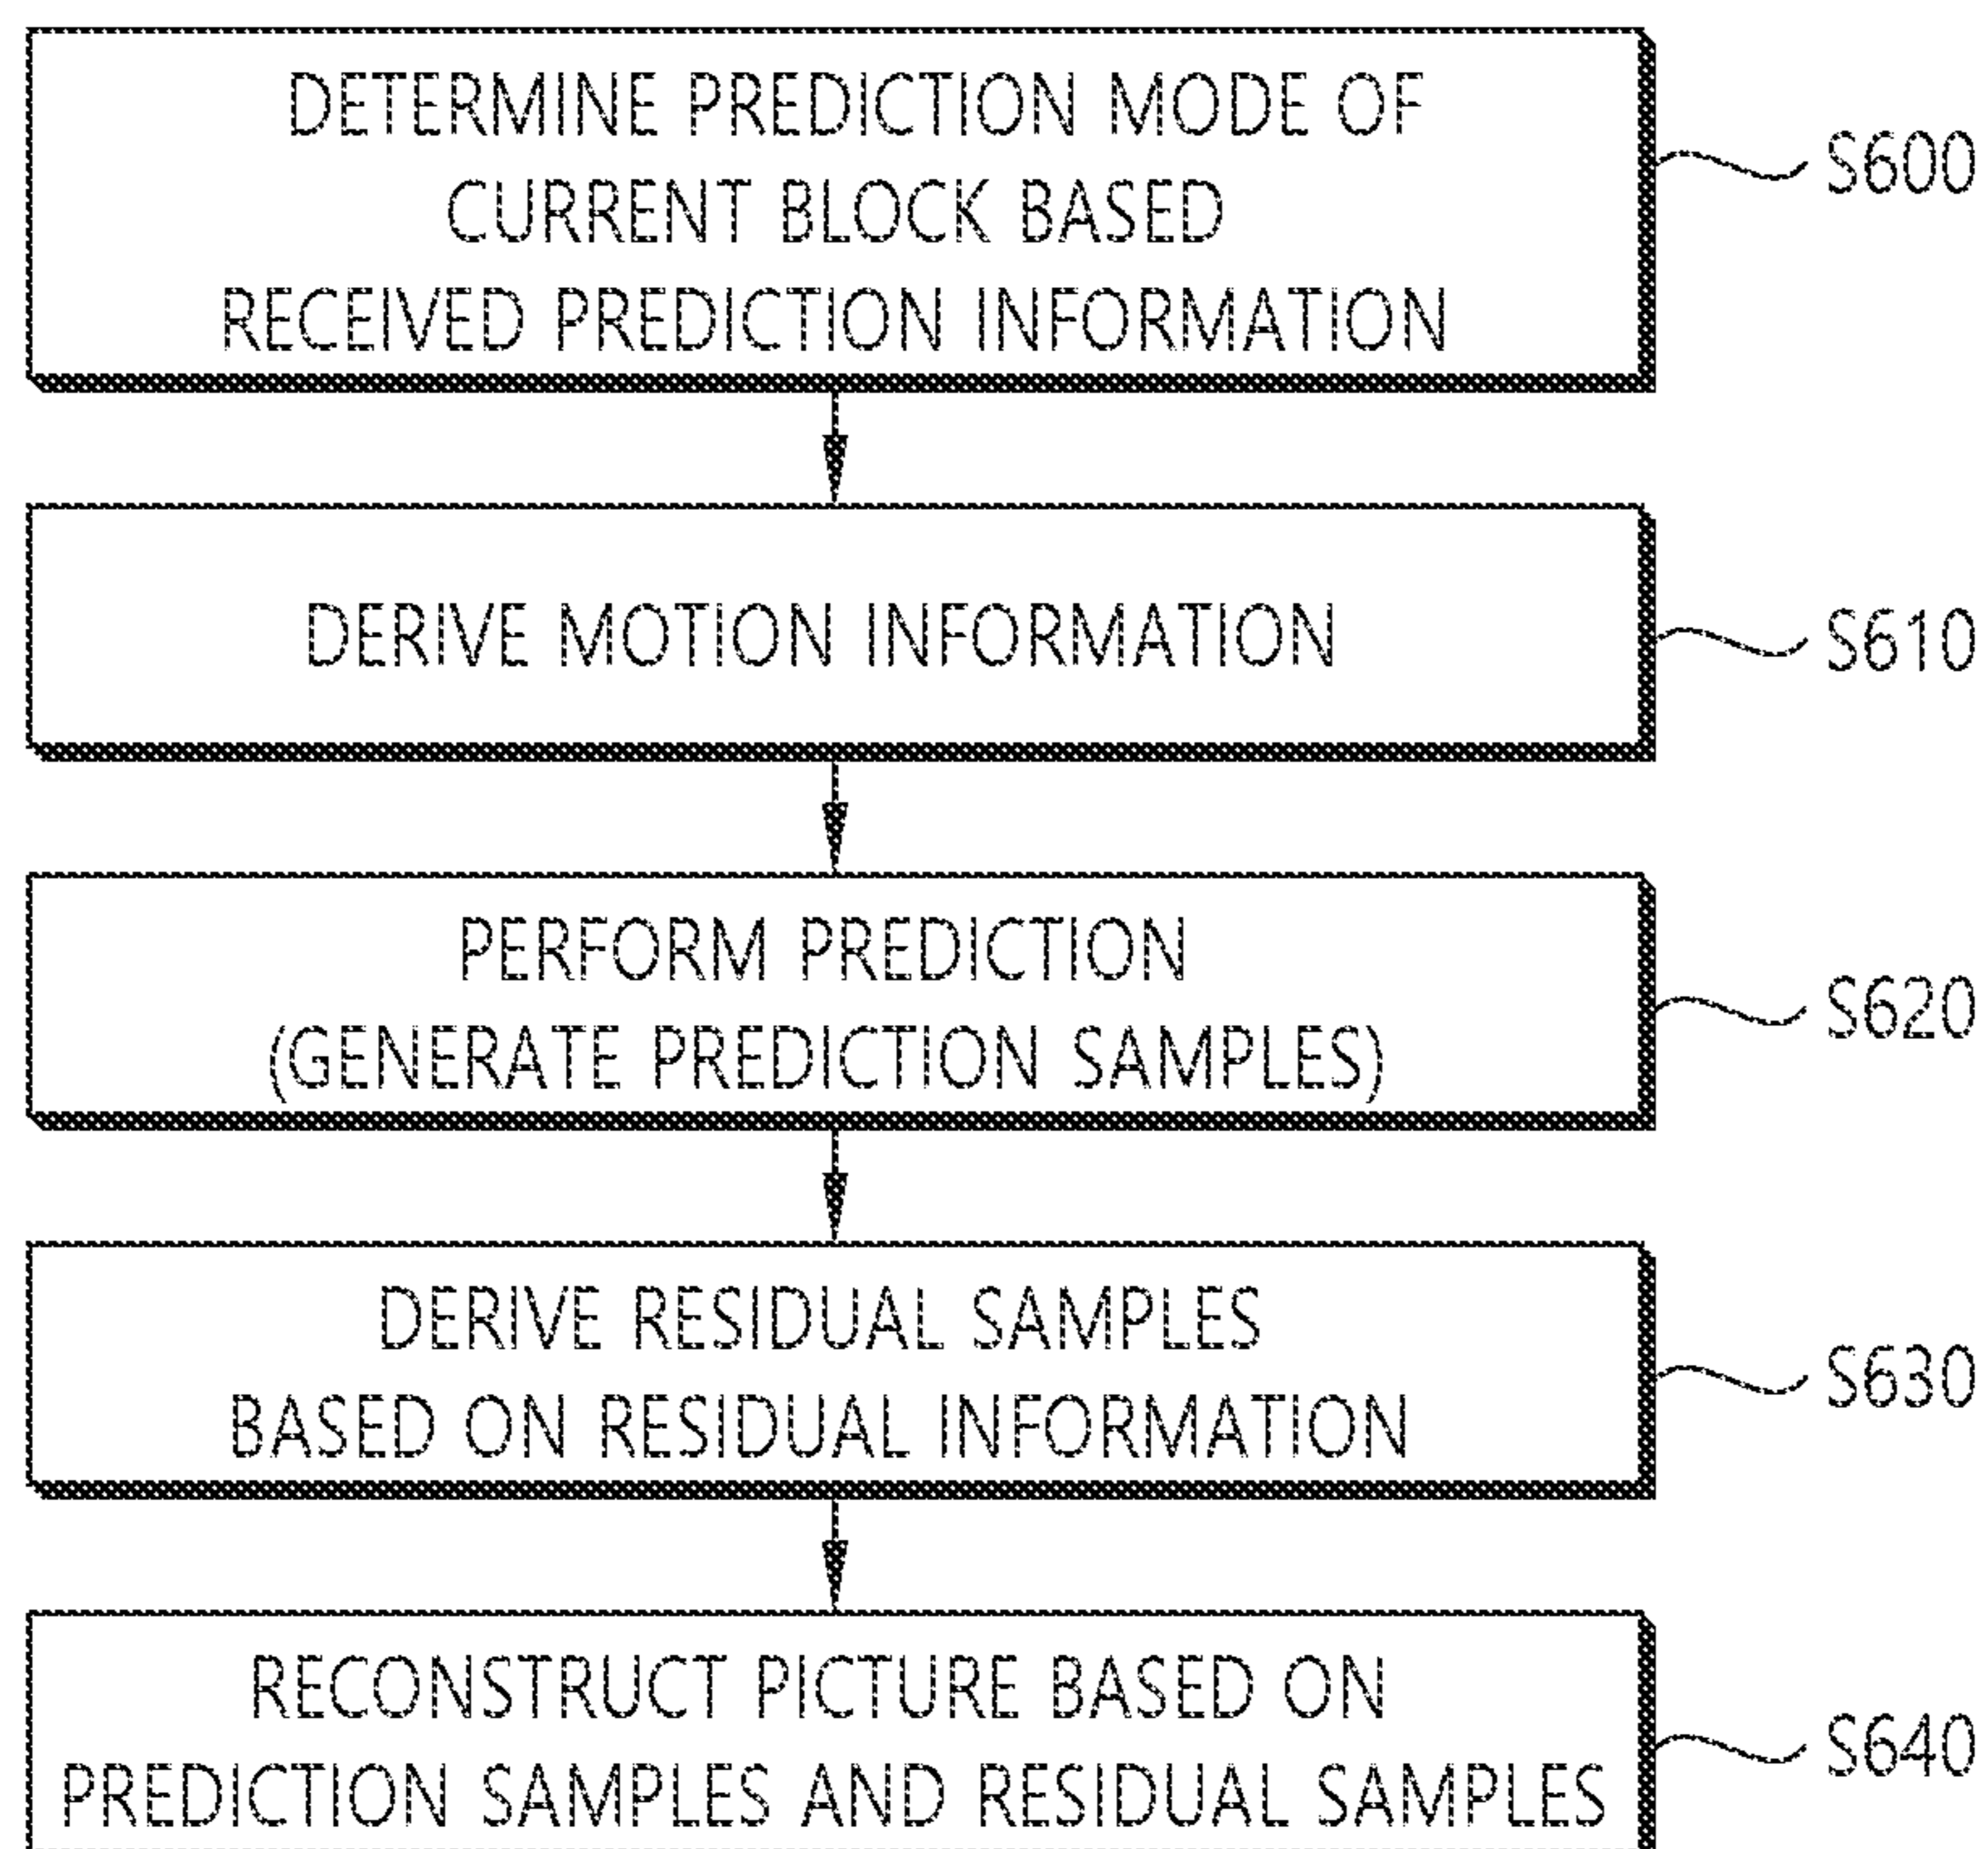 DETERMINE PREDICTION MODE OF
CURRENT BLOCK BASED
RECEIVED PREDICTION INFORMATION
S600
DERIVE MOTION INFORMATION
S610
PERFORM PREDICTION
(GENERATE PREDICTION SAMPLES)
S620
DERIVE RESIDUAL SAMPLES
BASED ON RESIDUAL INFORMATION
S630
RECONSTRUCT PICTURE BASED ON
PREDICTION SAMPLES AND RESIDUAL SAMPLES
S640